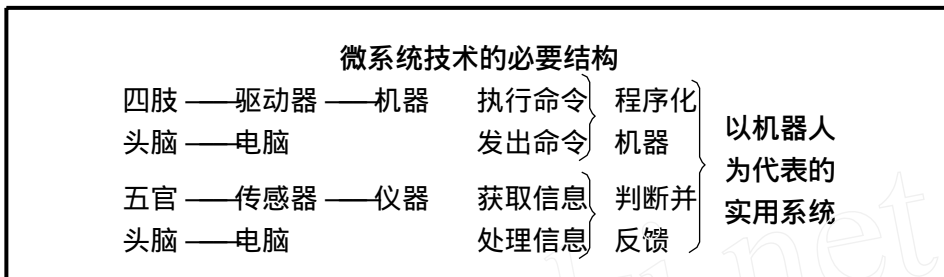 微系统技术的必要结构
四肢——驱动器——机器 执行命令 程序化
头脑——电脑 发出命令 机器
以机器人
为代表的
实用系统
五官——传感器——仪器 获取信息 判断并
头脑——电脑 处理信息 反馈